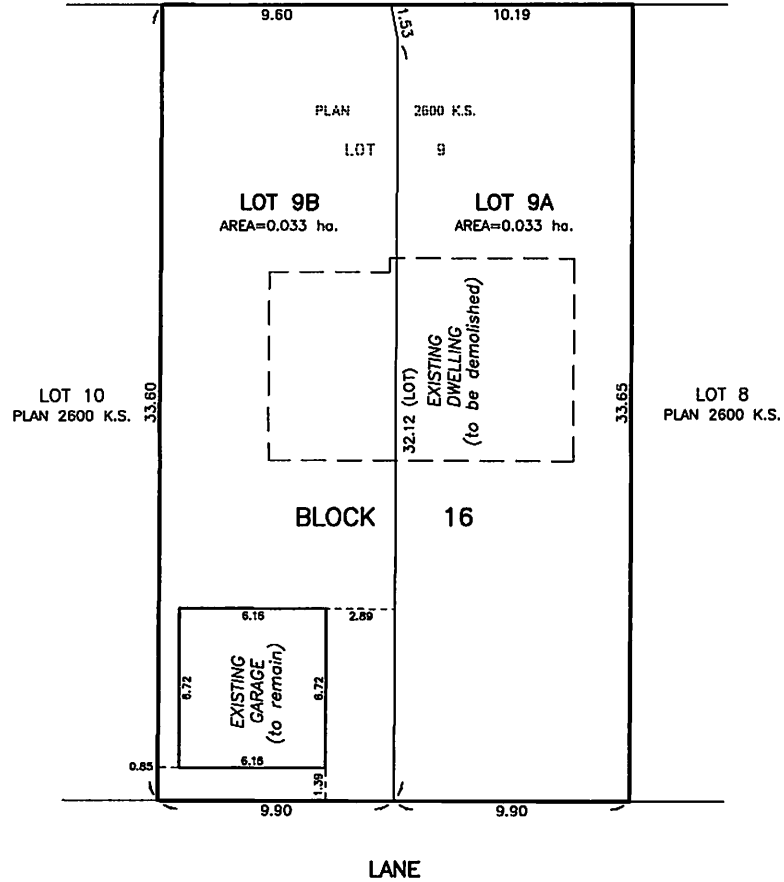 9.60
1.53
10.19
PLAN 2600 K.S.
LOT 9
LOT 9B
AREA=0.033 ha.
LOT 9A
AREA=0.033 ha.
LOT 10
PLAN 2600 K.S.
33.60
32.12 (LOT)
EXISTING
DWELLING
(to be demolished)
33.65
LOT 8
PLAN 2600 K.S.
BLOCK 16
6.16
2.89
6.72
EXISTING
GARAGE
(to remain)
6.72
0.85
6.16
1.39
9.90
9.90
LANE